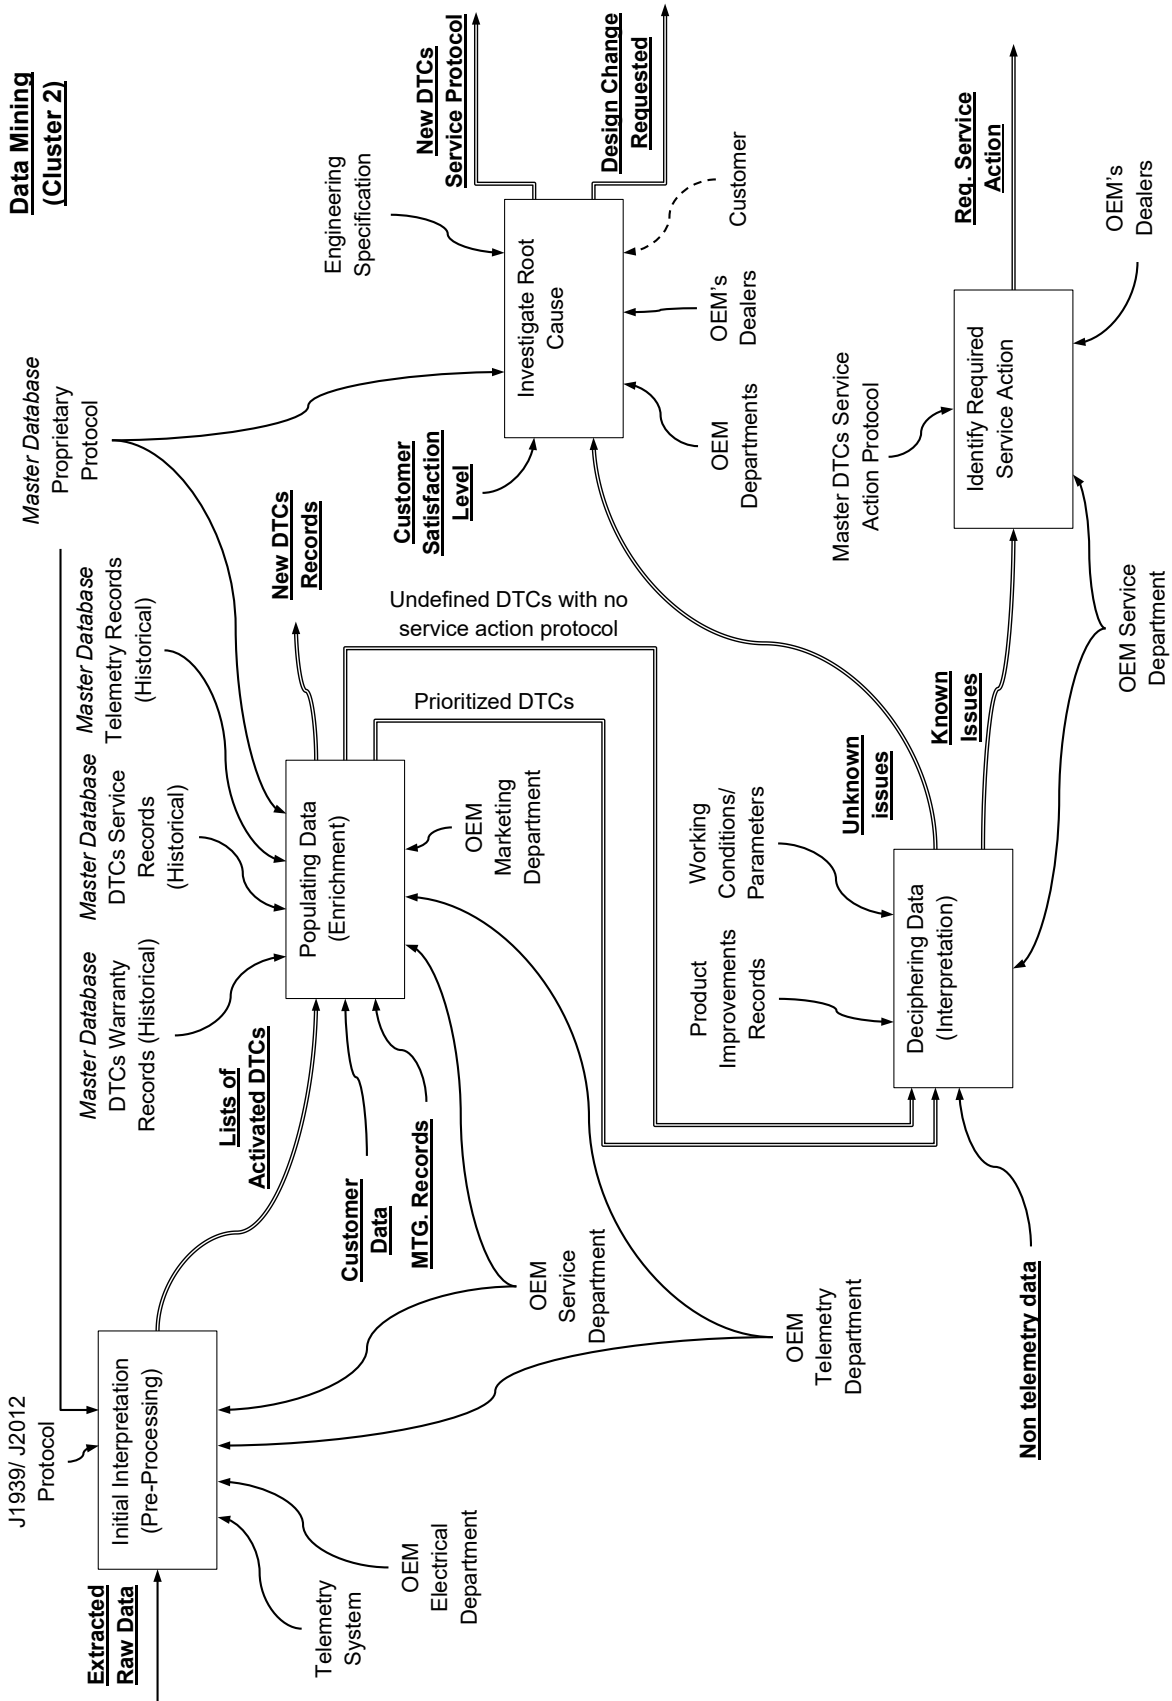 Data Mining
(Cluster 2)
J1939/ J2012
Protocol
Extracted
Raw Data
Initial Interpretation
(Pre-Processing)
Telemetry
System
OEM
Electrical
Department
Master Database
DTCs Warranty
Records (Historical)
Master Database
DTCs Service
Records
(Historical)
Master Database
Telemetry Records
(Historical)
Master Database
Proprietary
Protocol
Lists of
Activated DTCs
Customer
Data
MTG. Records
Populating Data
(Enrichment)
New DTCs
Records
OEM
Service
Department
OEM
Telemetry
Department
OEM
Marketing
Department
Undefined DTCs with no
service action protocol
Prioritized DTCs
Engineering
Specification
Customer
Satisfaction
Level
Investigate Root
Cause
New DTCs
Service Protocol
Design Change
Requested
OEM
Departments
OEM's
Dealers
Customer
Product
Improvements
Records
Working
Conditions/
Parameters
Non telemetry data
Deciphering Data
(Interpretation)
Unknown
issues
Known
Issues
Master DTCs Service
Action Protocol
Identify Required
Service Action
Req. Service
Action
OEM Service
Department
OEM's
Dealers